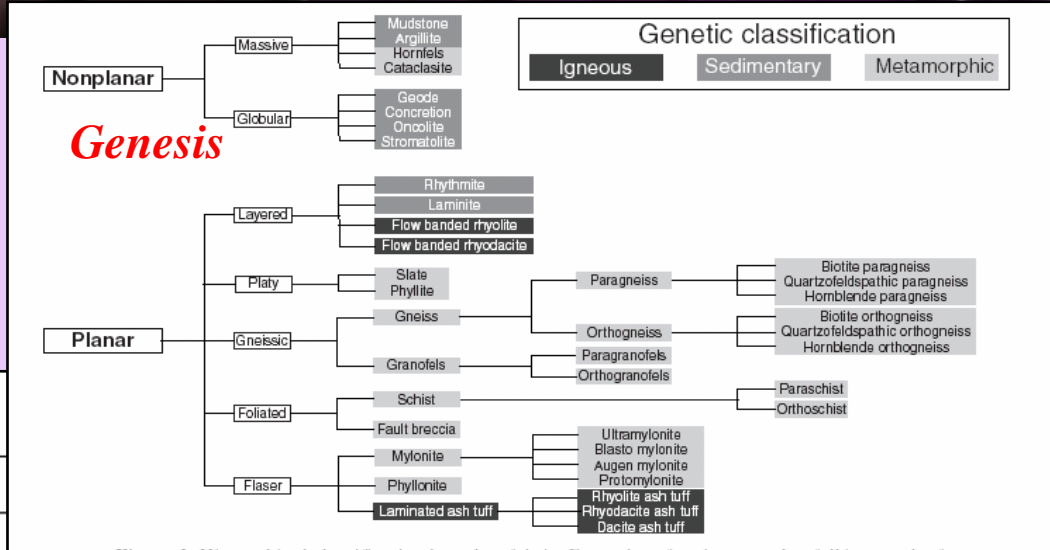 Genetic classification
Igneous
Sedimentary
Metamorphic
Nonplanar
Massive
Mudstone
Argillite
Hornfels
Cataclasite
Globular
Geode
Concretion
Oncolite
Stromatolite
Genesis
Planar
Layered
Rhythmite
Laminite
Flow banded rhyolite
Flow banded rhyodacite
Platy
Slate
Phyllite
Gneissic
Gneiss
Paragneiss
Biotite paragneiss
Quartzofeldspathic paragneiss
Hornblende paragneiss
Orthogneiss
Biotite orthogneiss
Quartzofeldspathic orthogneiss
Hornblende orthogneiss
Granofels
Paragranofels
Orthogranofels
Foliated
Schist
Paraschist
Orthoschist
Fault breccia
Flaser
Mylonite
Ultramylonite
Blasto mylonite
Augen mylonite
Protomylonite
Phyllonite
Laminated ash tuff
Rhyolite ash tuff
Rhyodacite ash tuff
Dacite ash tuff